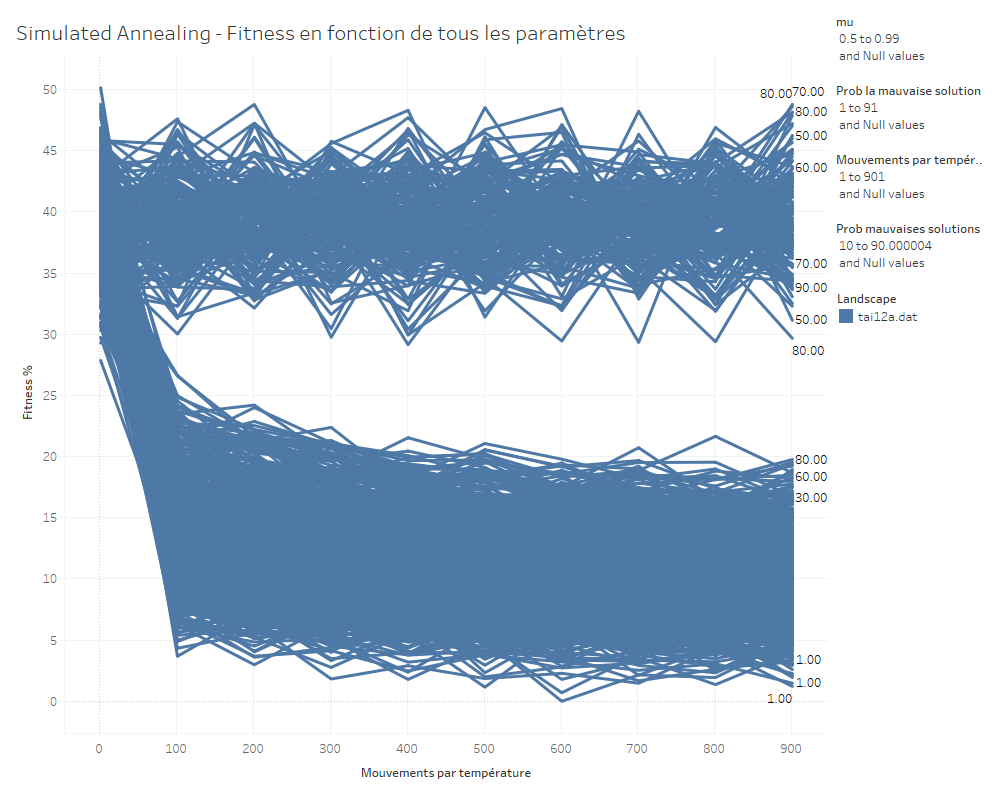 Simulated Annealing - Fitness en fonction de tous les paramètres
mu
0.5 to 0.99
and Null values
Prob la mauvaise solution
1 to 91
and Null values
Mouvements par tempér..
1 to 901
and Null values
Prob mauvaises solutions
10 to 90.000004
and Null values
Landscape
tai12a.dat
Fitness %
50
45
40
35
30
25
20
15
10
5
0
80.00
70.00
80.00
50.00
60.00
70.00
90.00
50.00
80.00
80.00
60.00
30.00
1.00
1.00
1.00
0 100 200 300 400 500 600 700 800 900
Mouvements par température